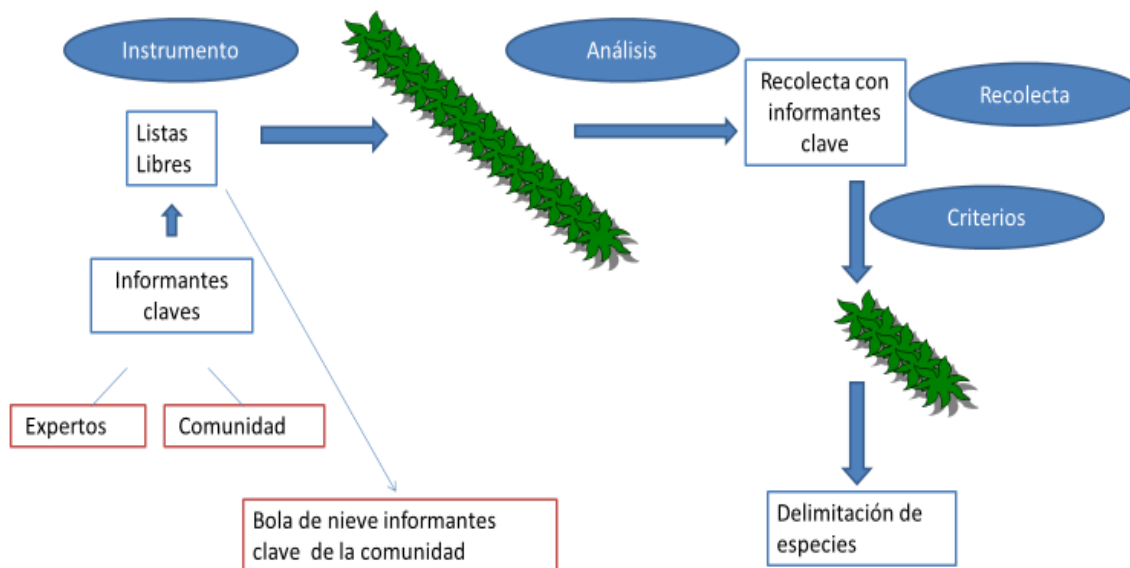 Instrumento
Análisis
Recolecta con
informantes
clave
Recolecta
Listas
Libres
Criterios
Informantes
claves
Expertos
Comunidad
Bola de nieve informantes
clave de la comunidad
Delimitación de
especies